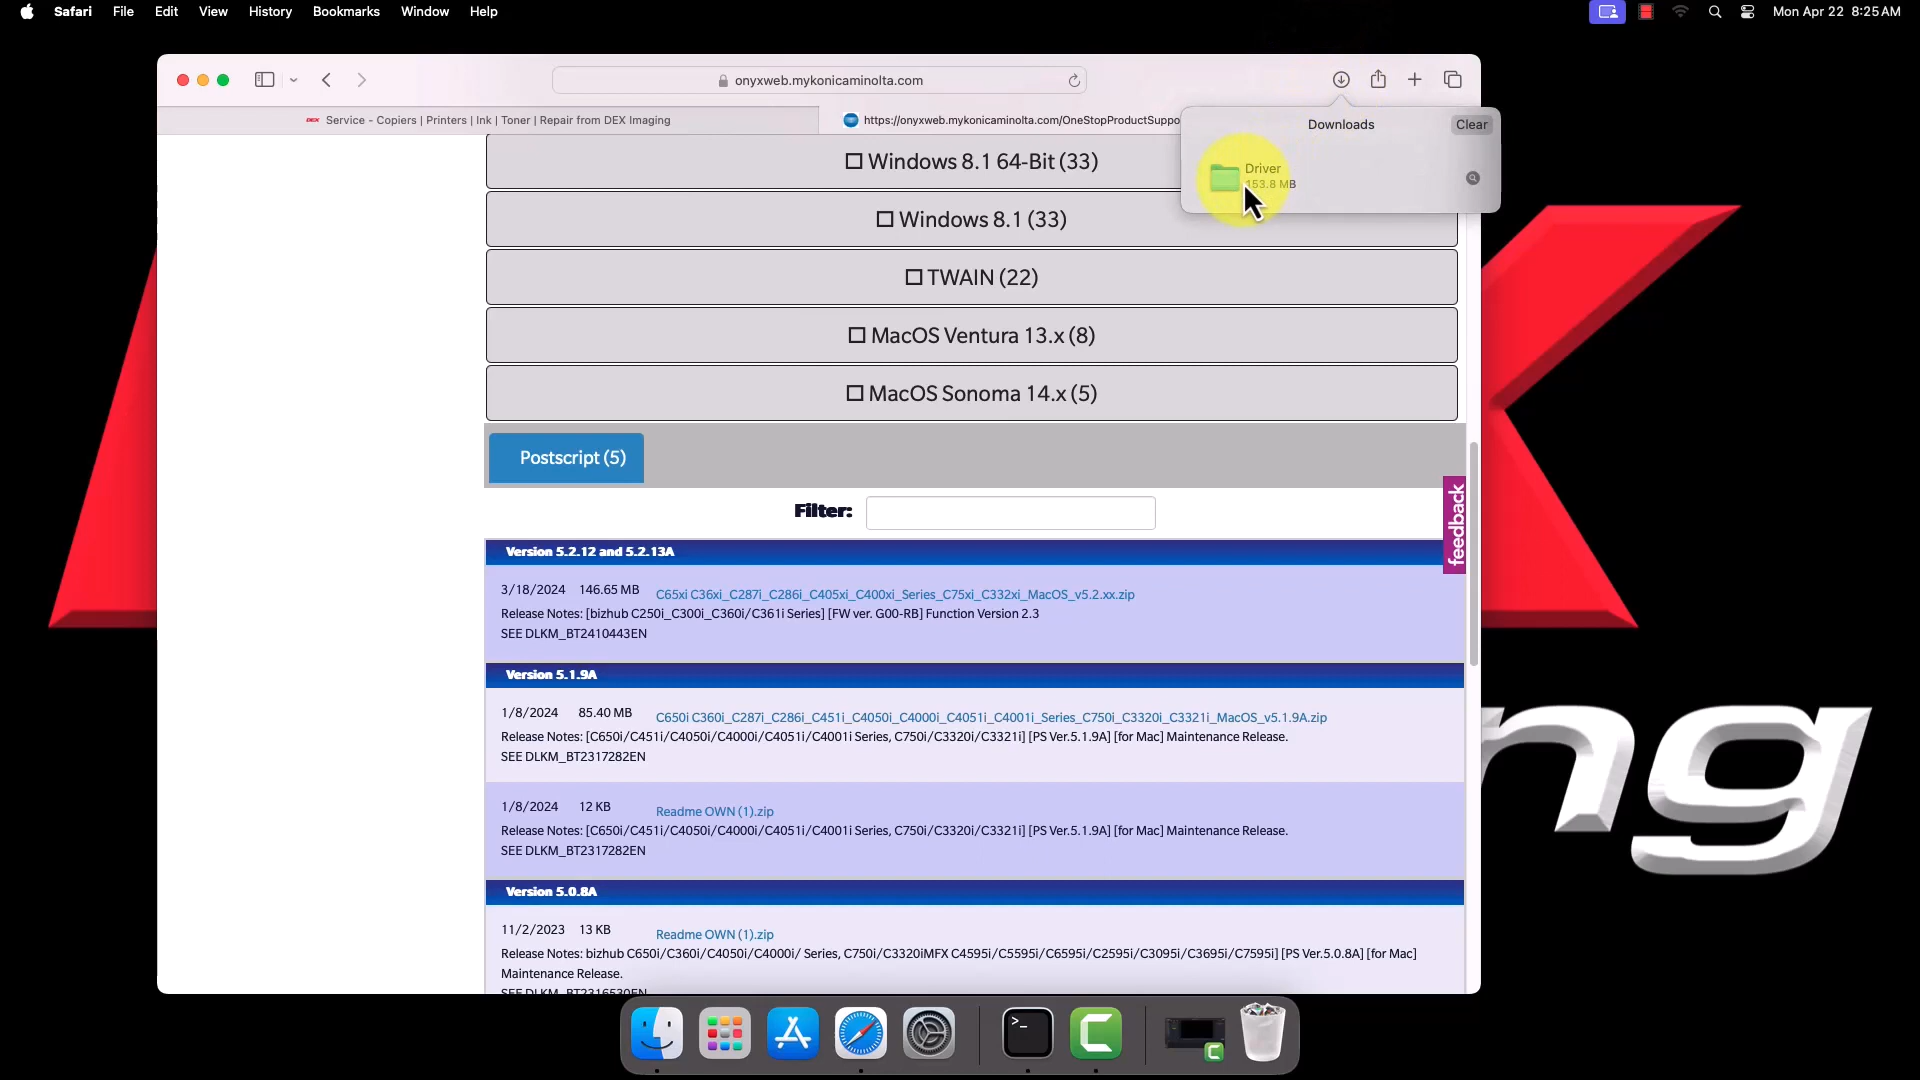 Safari File Edit View History Bookmarks Window Help
Mon Apr 22 8:25 AM
onyxweb.mykonicaminolta.com
DEX Service - Copiers | Printers | Ink | Toner | Repair from DEX Imaging
https://onyxweb.mykonicaminolta.com/OneStopProductSuppo
Downloads
Clear
Driver
153.8 MB
Windows 8.1 64-Bit (33)
Windows 8.1 (33)
TWAIN (22)
MacOS Ventura 13.x (8)
MacOS Sonoma 14.x (5)
Postscript (5)
Filter:
feedback
Version 5.2.12 and 5.2.13A
3/18/2024 146.65 MB C65xi C36xi_C287i_C286i_C405xi_C400xi_Series_C75xi_C332xi_MacOS_v5.2.xx.zip
Release Notes: [bizhub C250i_C300i_C360i/C361i Series] [FW ver. G00-RB] Function Version 2.3
SEE DLKM_BT2410443EN
Version 5.1.9A
1/8/2024 85.40 MB C650i C360i_C287i_C286i_C451i_C4050i_C4000i_C4051i_C4001i_Series_C750i_C3320i_C3321i_MacOS_v5.1.9A.zip
Release Notes: [C650i/C451i/C4050i/C4000i/C4051i/C4001i Series, C750i/C3320i/C3321i] [PS Ver.5.1.9A] [for Mac] Maintenance Release.
SEE DLKM_BT2317282EN
1/8/2024 12 KB Readme OWN (1).zip
Release Notes: [C650i/C451i/C4050i/C4000i/C4051i/C4001i Series, C750i/C3320i/C3321i] [PS Ver.5.1.9A] [for Mac] Maintenance Release.
SEE DLKM_BT2317282EN
Version 5.0.8A
11/2/2023 13 KB Readme OWN (1).zip
Release Notes: bizhub C650i/C360i/C4050i/C4000i/ Series, C750i/C3320iMFX C4595i/C5595i/C6595i/C2595i/C3095i/C3695i/C7595i] [PS Ver.5.0.8A] [for Mac]
Maintenance Release.
SEE DLKM_BT2316530EN
ng